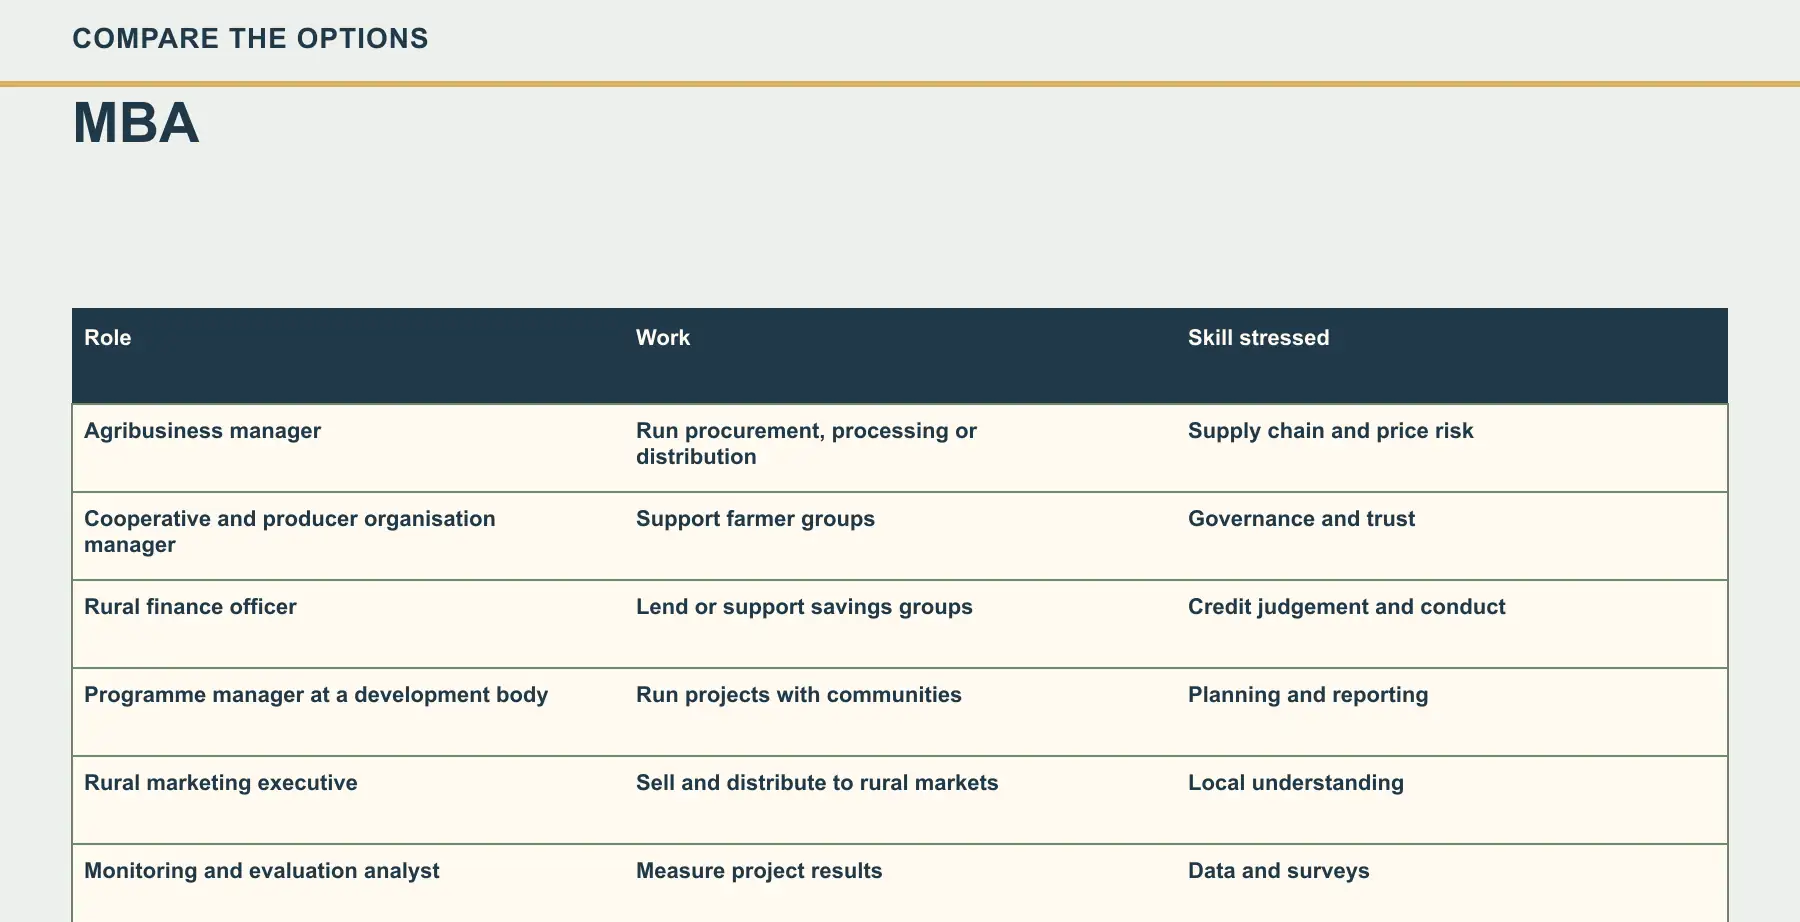 COMPARE THE OPTIONS
MBA
Role
Work
Skill stressed
Agribusiness manager
Run procurement, processing or
distribution
Supply chain and price risk
Cooperative and producer organisation
manager
Support farmer groups
Governance and trust
Rural finance officer
Lend or support savings groups
Credit judgement and conduct
Programme manager at a development body
Run projects with communities
Planning and reporting
Rural marketing executive
Sell and distribute to rural markets
Local understanding
Monitoring and evaluation analyst
Measure project results
Data and surveys